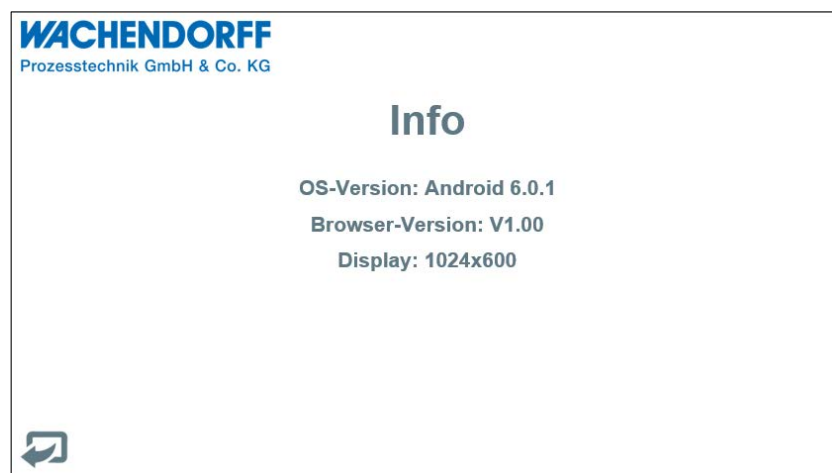 WACHENDORFF
Prozesstechnik GmbH & Co. KG
Info
OS-Version: Android 6.0.1
Browser-Version: V1.00
Display: 1024x600